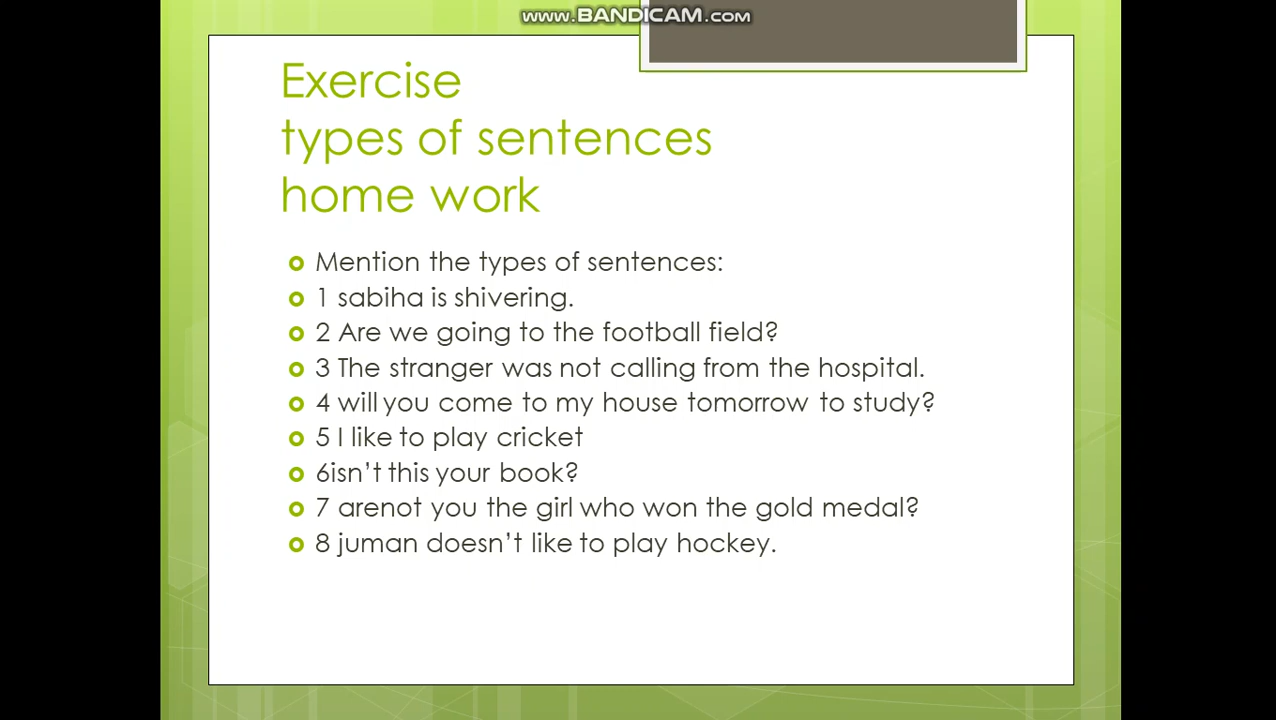 www.BANDICAM.com
Exercise
types of sentences
home work
Mention the types of sentences:
1 sabiha is shivering.
2 Are we going to the football field?
3 The stranger was not calling from the hospital.
4 will you come to my house tomorrow to study?
5 I like to play cricket
6isn’t this your book?
7 arenot you the girl who won the gold medal?
8 juman doesn’t like to play hockey.